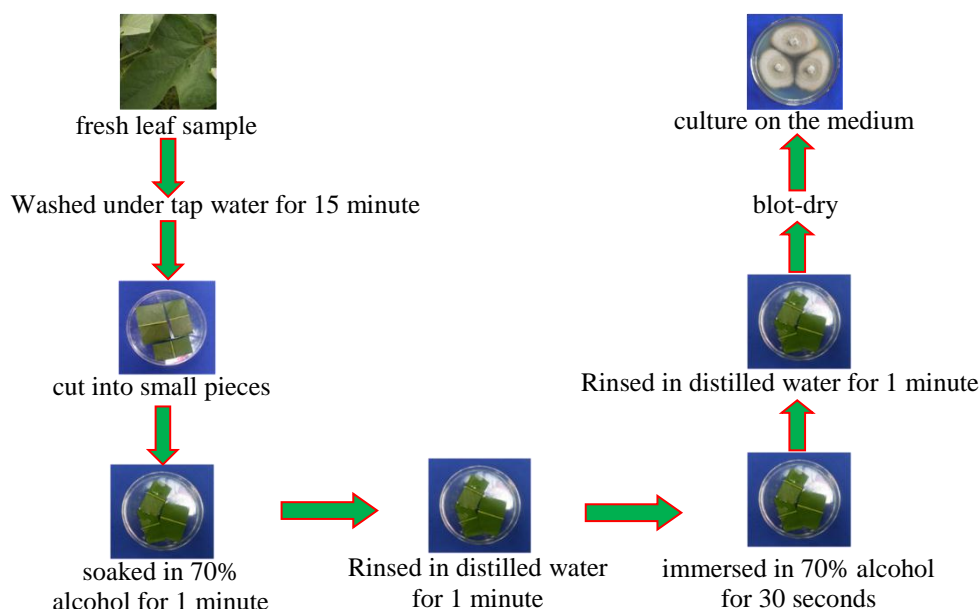 fresh leaf sample
Washed under tap water for 15 minute
cut into small pieces
soaked in 70%
alcohol for 1 minute
Rinsed in distilled water
for 1 minute
immersed in 70% alcohol
for 30 seconds
Rinsed in distilled water for 1 minute
blot-dry
culture on the medium